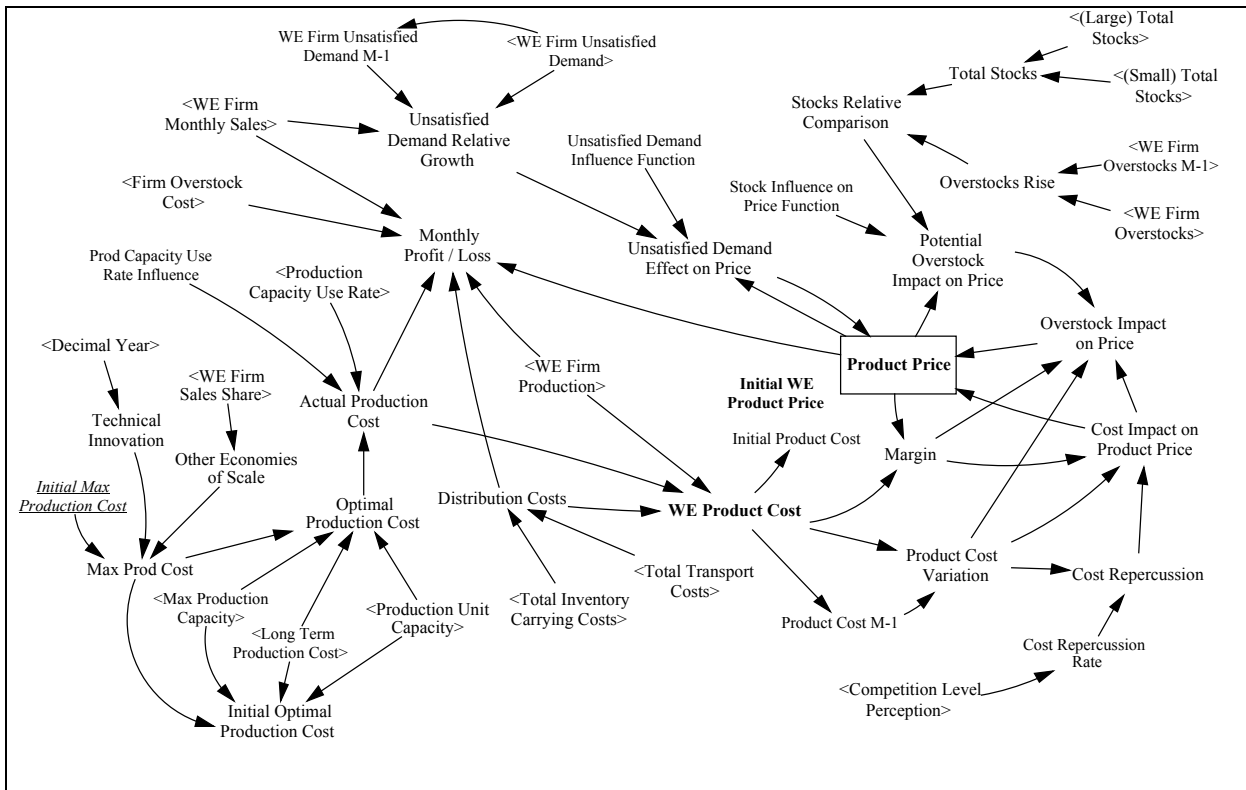 WE Firm Unsatisfied
Demand M-1
<WE Firm Unsatisfied
Demand>
<(Large) Total
Stocks>
Total Stocks
<(Small) Total
Stocks>
<WE Firm
Monthly Sales>
Unsatisfied
Demand Relative
Growth
Unsatisfied Demand
Influence Function
Stocks Relative
Comparison
<WE Firm
Overstocks M-1>
Overstocks Rise
<WE Firm
Overstocks>
<Firm Overstock
Cost>
Stock Influence on
Price Function
Monthly
Profit / Loss
Unsatisfied Demand
Effect on Price
Potential
Overstock
Impact on Price
Prod Capacity Use
Rate Influence
<Production
Capacity Use Rate>
Overstock Impact
on Price
<Decimal Year>
<WE Firm
Sales Share>
<WE Firm
Production>
Product Price
Initial WE
Product Price
Technical
Innovation
Actual Production
Cost
Initial Product Cost
Margin
Cost Impact on
Product Price
Other Economies
of Scale
Initial Max
Production Cost
Optimal
Production Cost
Distribution Costs
WE Product Cost
Max Prod Cost
Product Cost
Variation
Cost Repercussion
<Max Production
Capacity>
<Long Term
Production Cost>
<Production Unit
Capacity>
<Total Inventory
Carrying Costs>
<Total Transport
Costs>
Product Cost M-1
Cost Repercussion
Rate
<Competition Level
Perception>
Initial Optimal
Production Cost